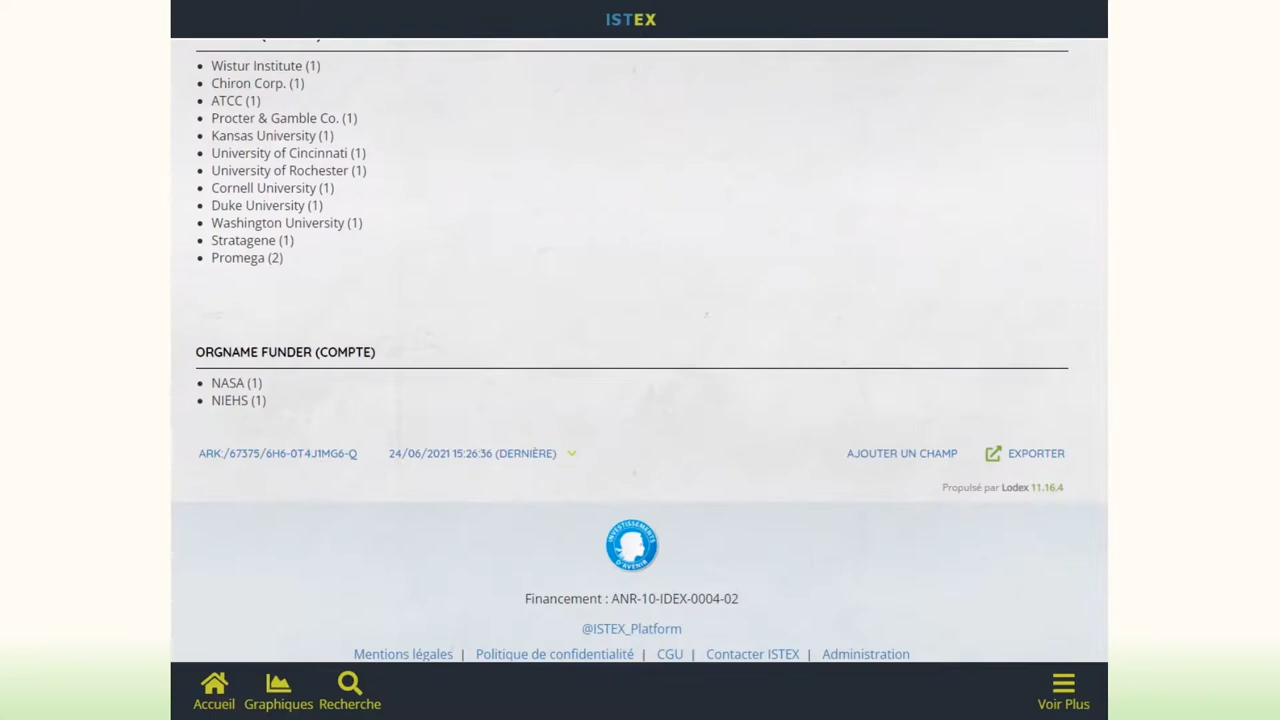 ISTEX
Wistur Institute (1)
Chiron Corp. (1)
ATCC (1)
Procter & Gamble Co. (1)
Kansas University (1)
University of Cincinnati (1)
University of Rochester (1)
Cornell University (1)
Duke University (1)
Washington University (1)
Stratagene (1)
Promega (2)
ORGNAME FUNDER (COMPTE)
NASA (1)
NIEHS (1)
ARK:/67375/6H6-0T4J1MG6-Q 24/06/2021 15:26:36 (DERNIÈRE) AJOUTER UN CHAMP EXPORTER
Propulsé par Lodex 11.16.4
INVESTISSEMENTS
D'AVENIR
Financement : ANR-10-IDEX-0004-02
@ISTEX_Platform
Mentions légales | Politique de confidentialité | CGU | Contacter ISTEX | Administration
Accueil Graphiques Recherche Voir Plus